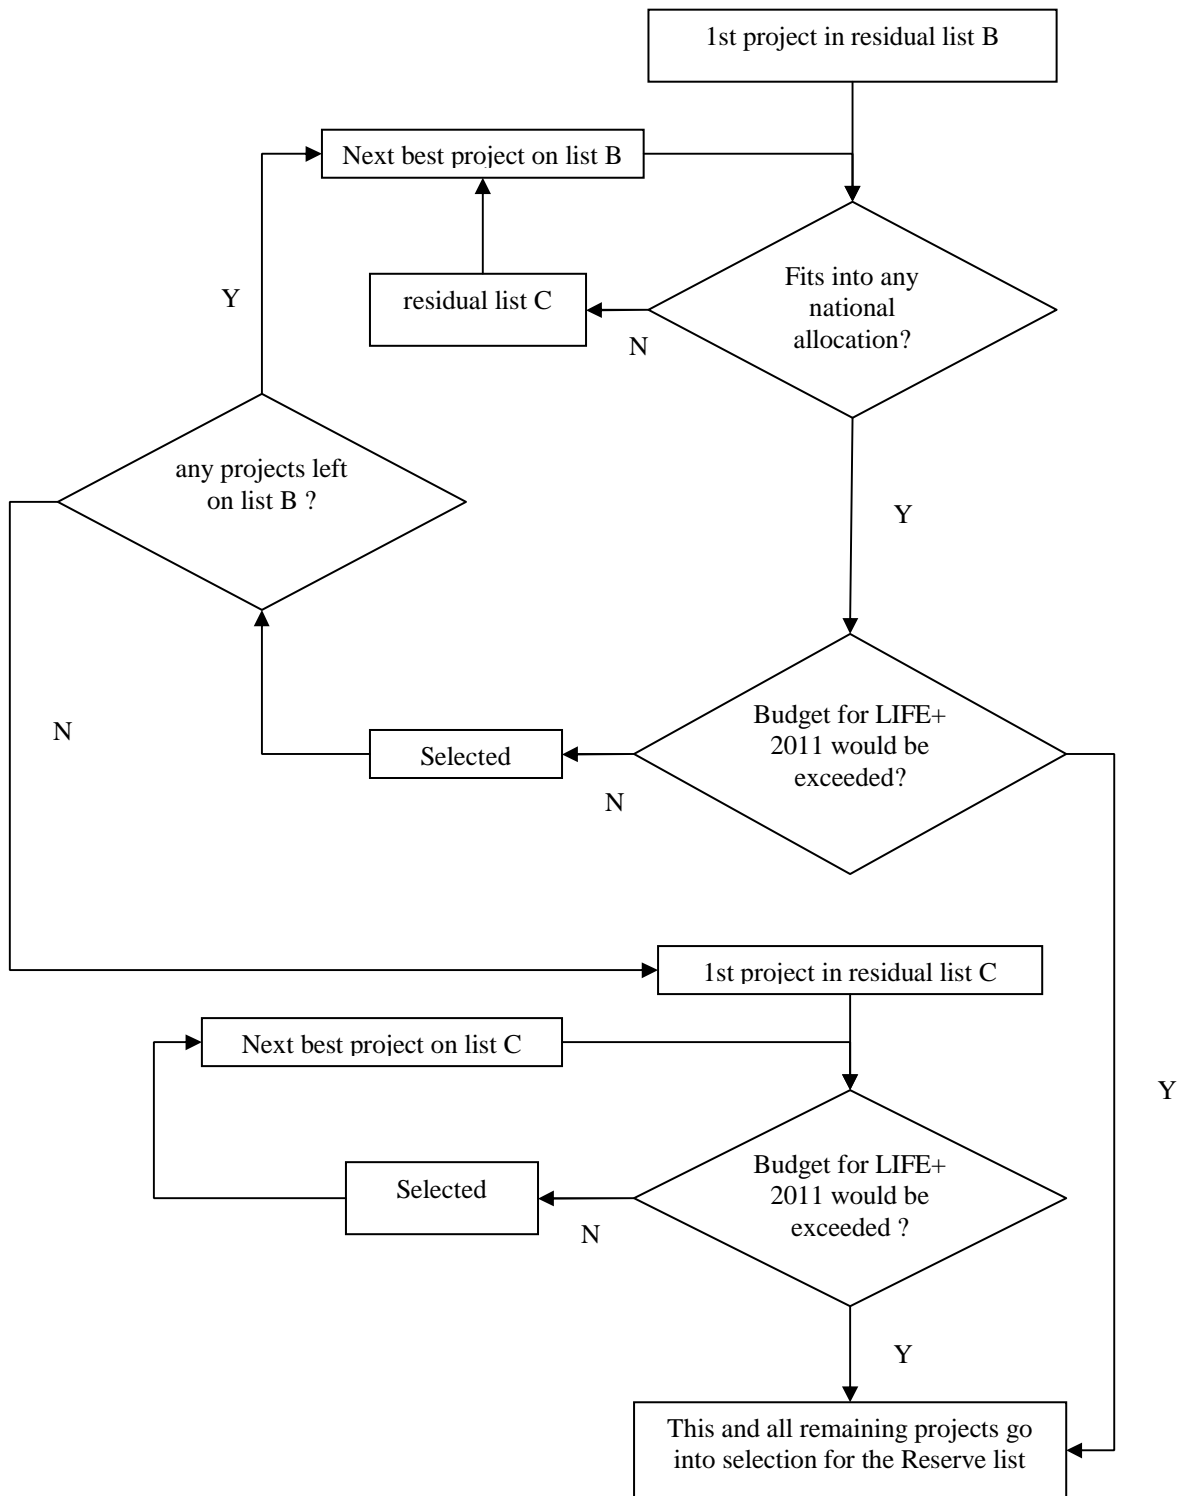 1st project in residual list B
Next best project on list B
Fits into any
national
allocation?
residual list C
N
Y
any projects left
on list B ?
Y
Budget for LIFE+
2011 would be
exceeded?
Selected
N
N
1st project in residual list C
Next best project on list C
Y
Budget for LIFE+
2011 would be
exceeded ?
Selected
N
Y
This and all remaining projects go
into selection for the Reserve list